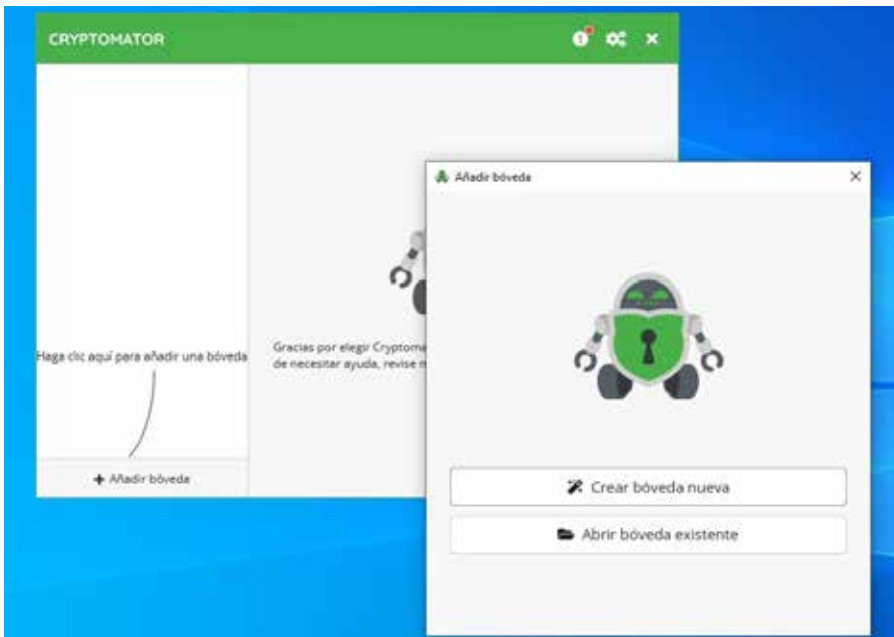 CRYPTOMATOR
Haga clic aquí para añadir una bóveda
Gracias por elegir Cryptoma
de necesitar ayuda, revise
+ Añadir bóveda
Añadir bóveda
Crear bóveda nueva
Abrir bóveda existente